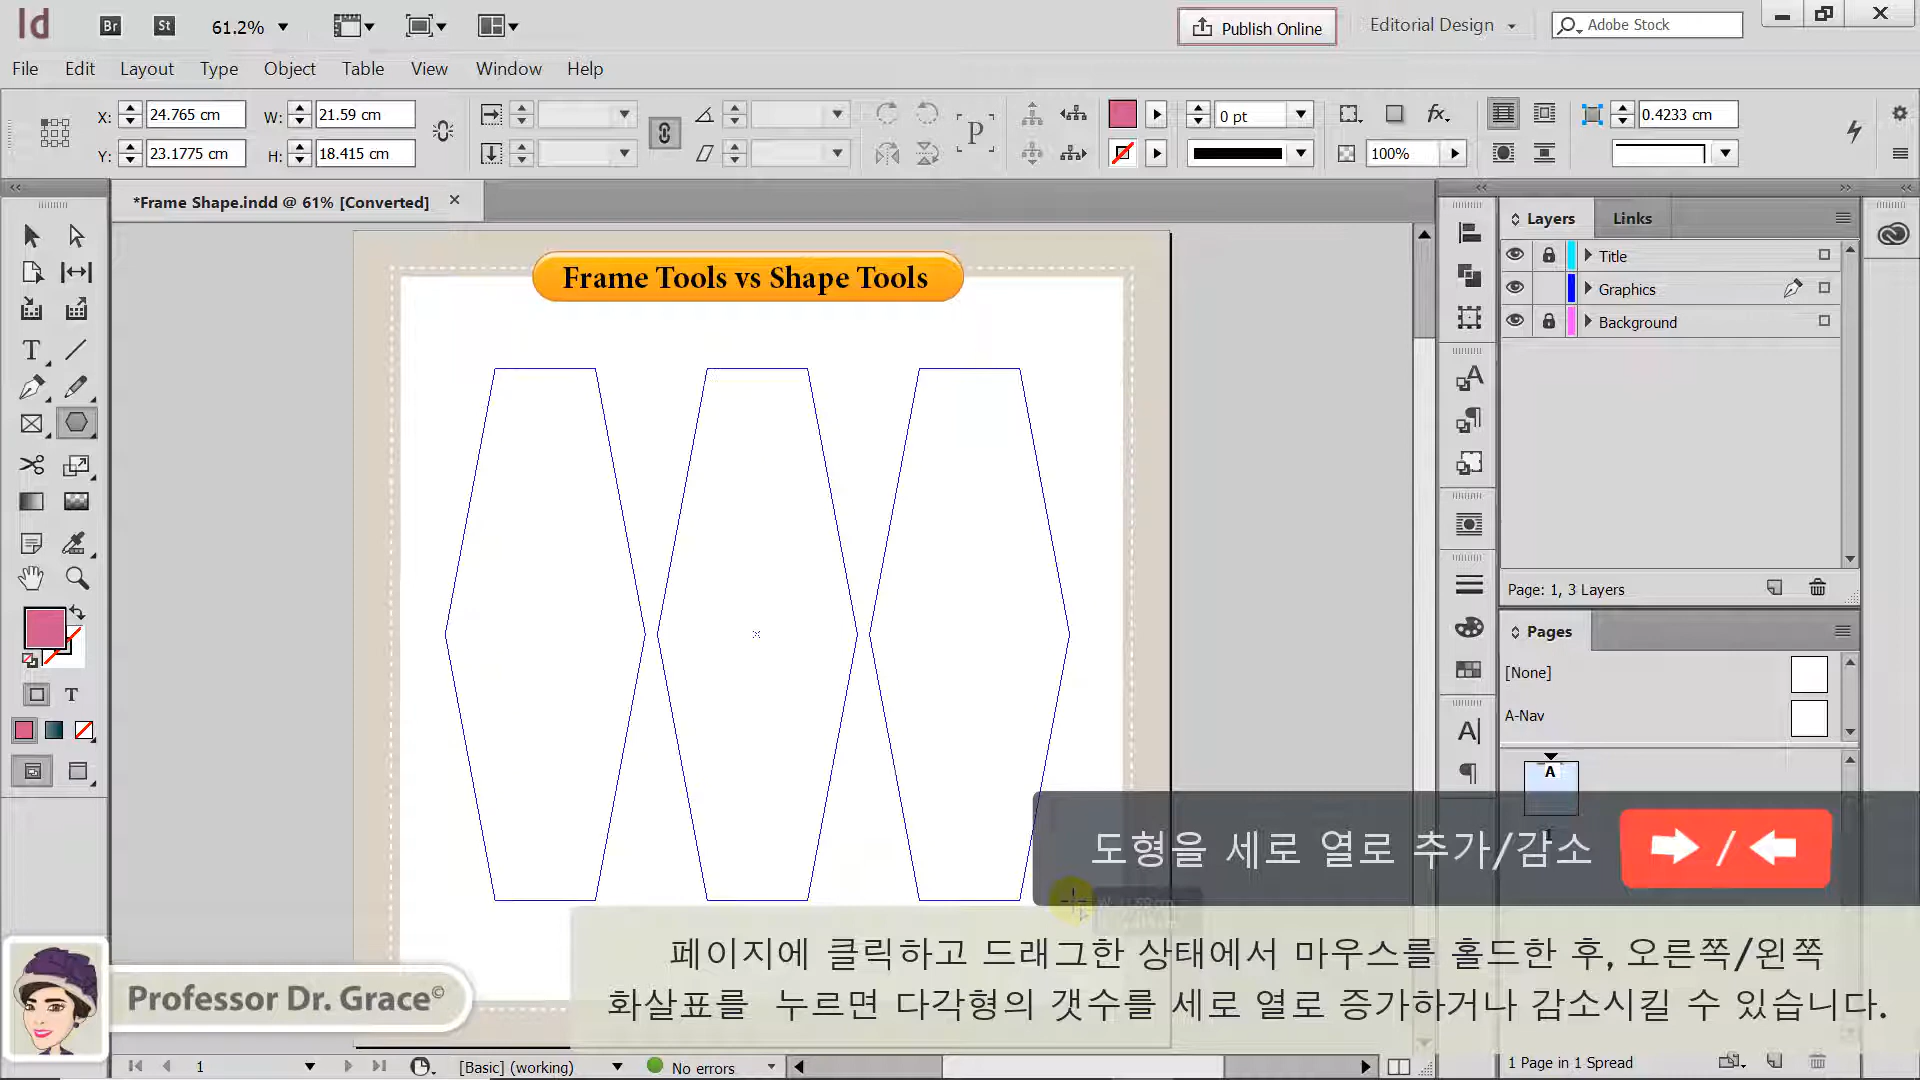 Id
Br
St
61.2%
Publish Online
Editorial Design
Adobe Stock
File Edit Layout Type Object Table View Window Help
X: 24.765 cm W: 21.59 cm 0 pt fx. 0.4233 cm
Y: 23.1775 cm H: 18.415 cm P 100%
*Frame Shape.indd @ 61% [Converted]
Frame Tools vs Shape Tools
Layers Links
Title
Graphics
Background
Page: 1, 3 Layers
Pages
[None]
A-Nav
A
도형을 세로 열로 추가/감소
페이지에 클릭하고 드래그한 상태에서 마우스를 홀드한 후, 오른쪽/왼쪽
화살표를 누르면 다각형의 갯수를 세로 열로 증가하거나 감소시킬 수 있습니다.
Professor Dr. Grace©
1 [Basic] (working) No errors
1 Page in 1 Spread